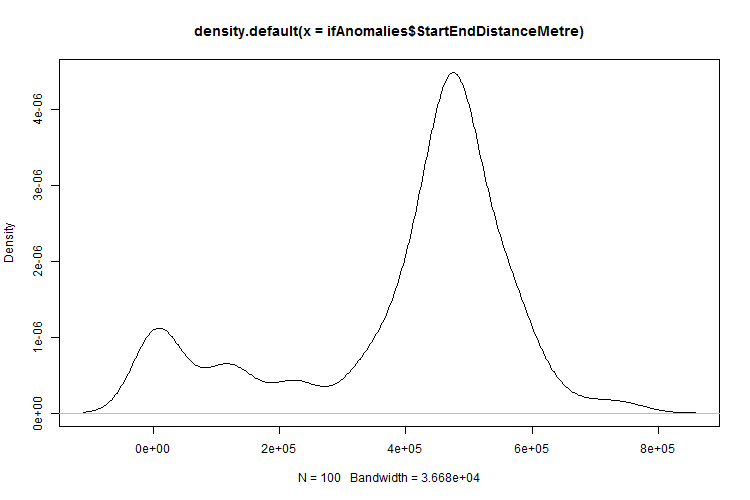 density.default(x = ifAnomalies$StartEndDistanceMetre)
Density
4e-06
3e-06
2e-06
1e-06
0e+00
0e+00 2e+05 4e+05 6e+05 8e+05
N = 100 Bandwidth = 3.668e+04